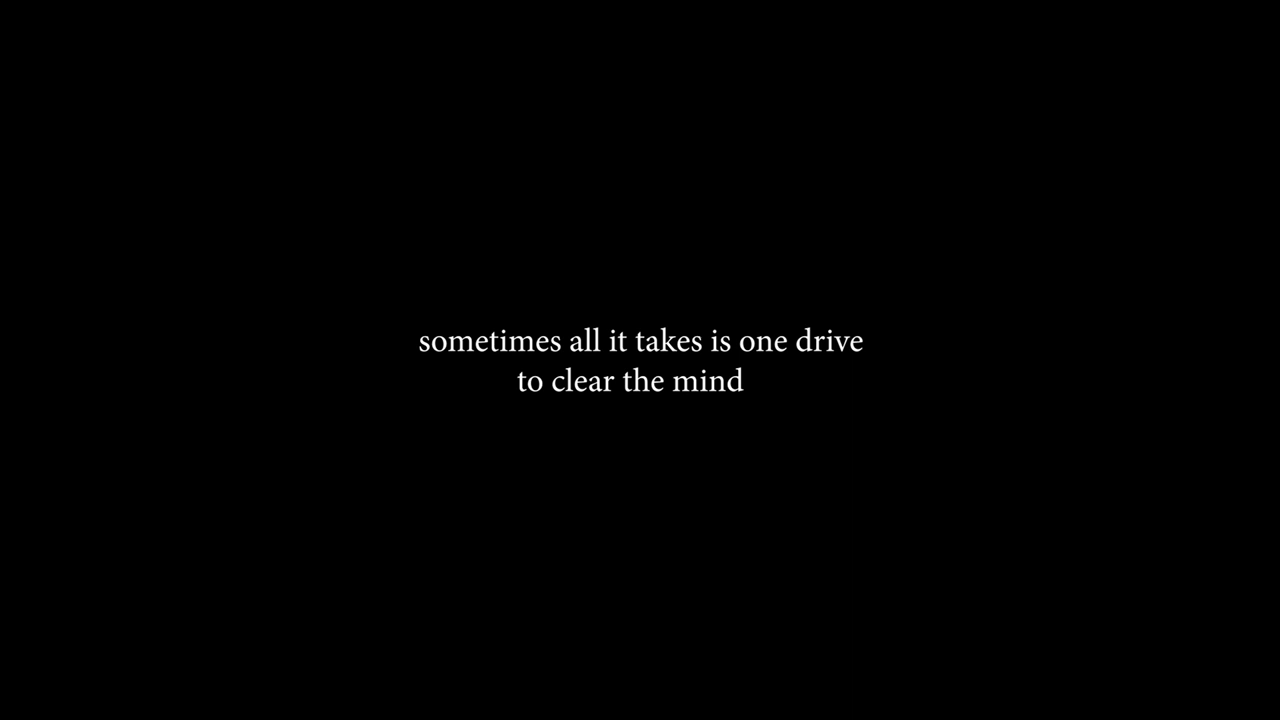 sometimes all it takes is one drive
to clear the mind